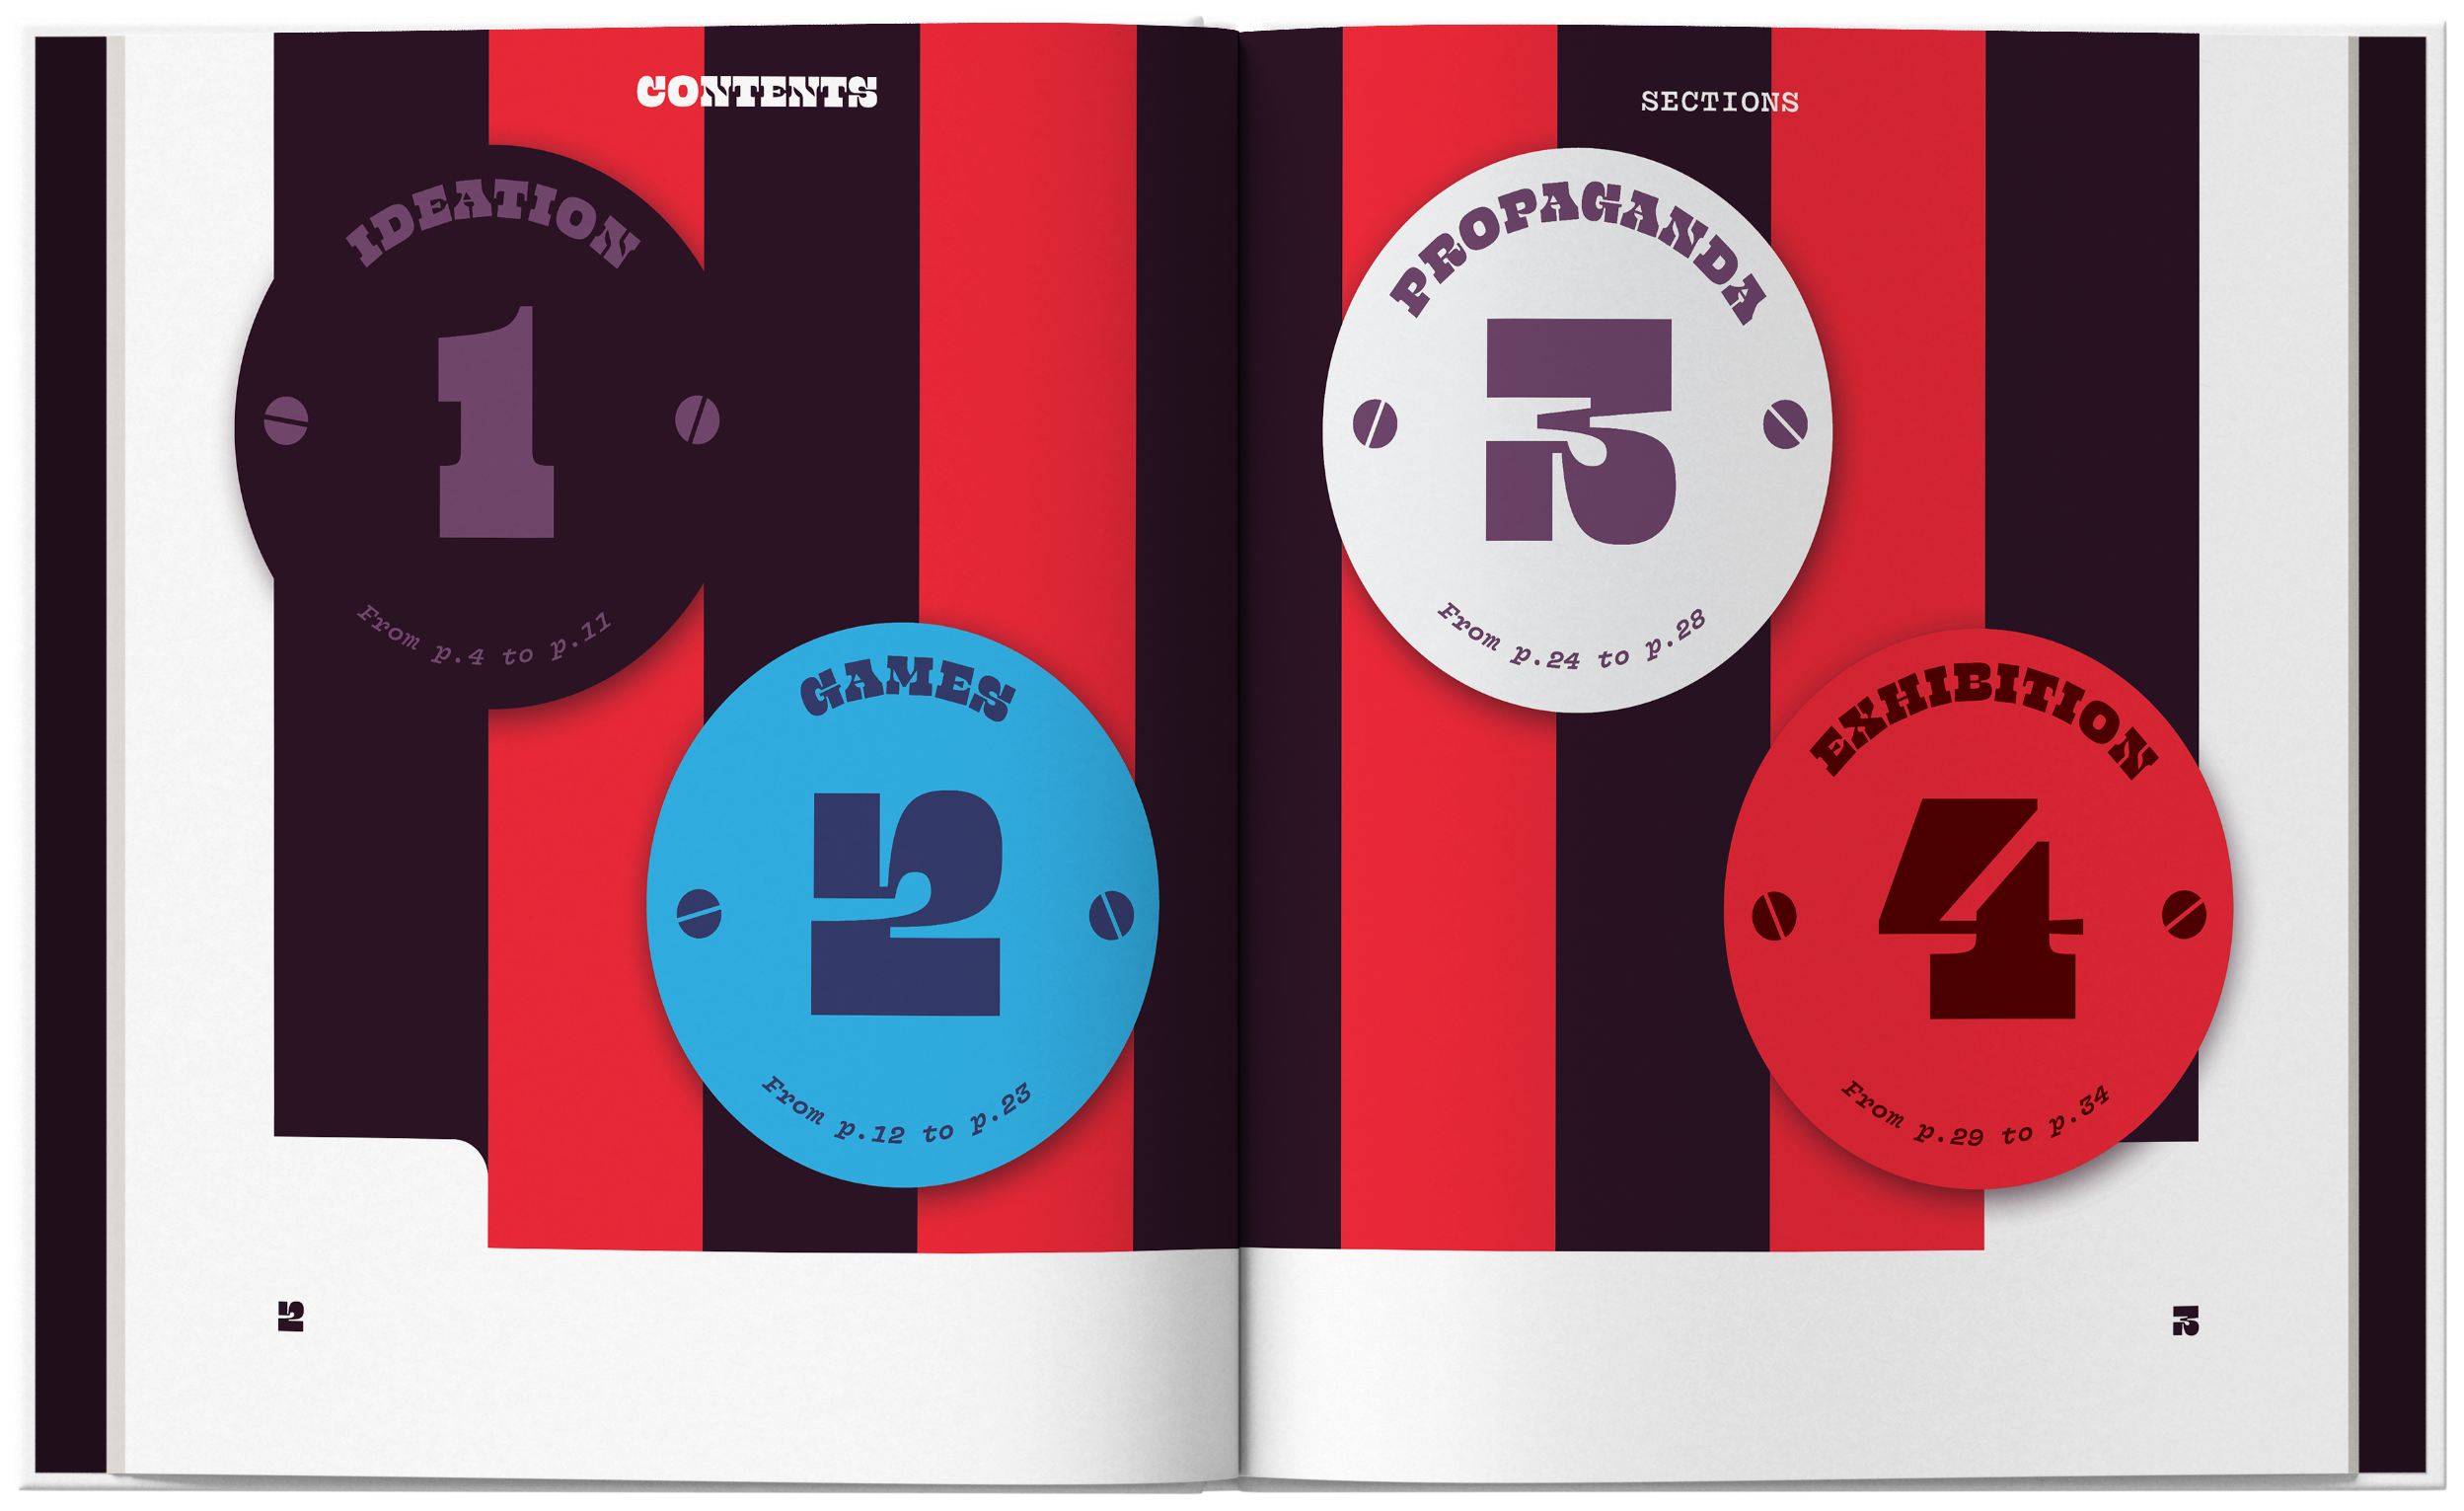 CONTENTS
IDEATION
1
From p.4 to p.11
GAMES
2
From p.12 to p.23
2
SECTIONS
PROPAGANDA
3
From p.24 to p.28
EXHIBITION
4
From p.29 to p.34
3